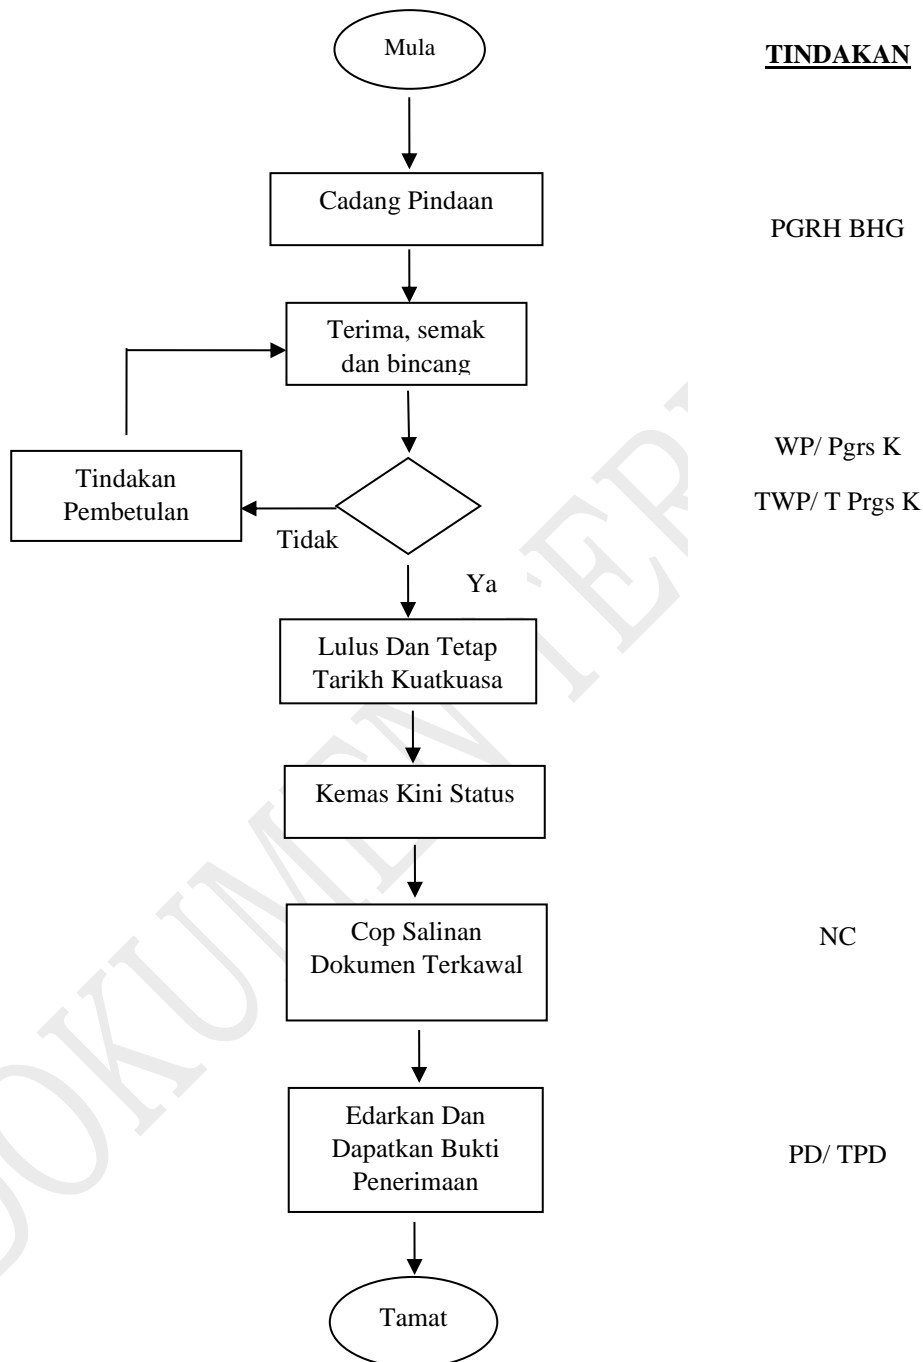 Mula
TINDAKAN
Cadang Pindaan
PGRH BHG
Terima, semak
dan bincang
WP/ Pgrs K
Tindakan
Pembetulan
TWP/ T Prgs K
Tidak
Ya
Lulus Dan Tetap
Tarikh Kuatkuasa
Kemas Kini Status
Cop Salinan
Dokumen Terkawal
NC
Edarkan Dan
Dapatkan Bukti
Penerimaan
PD/ TPD
Tamat
DOKUMEN TER